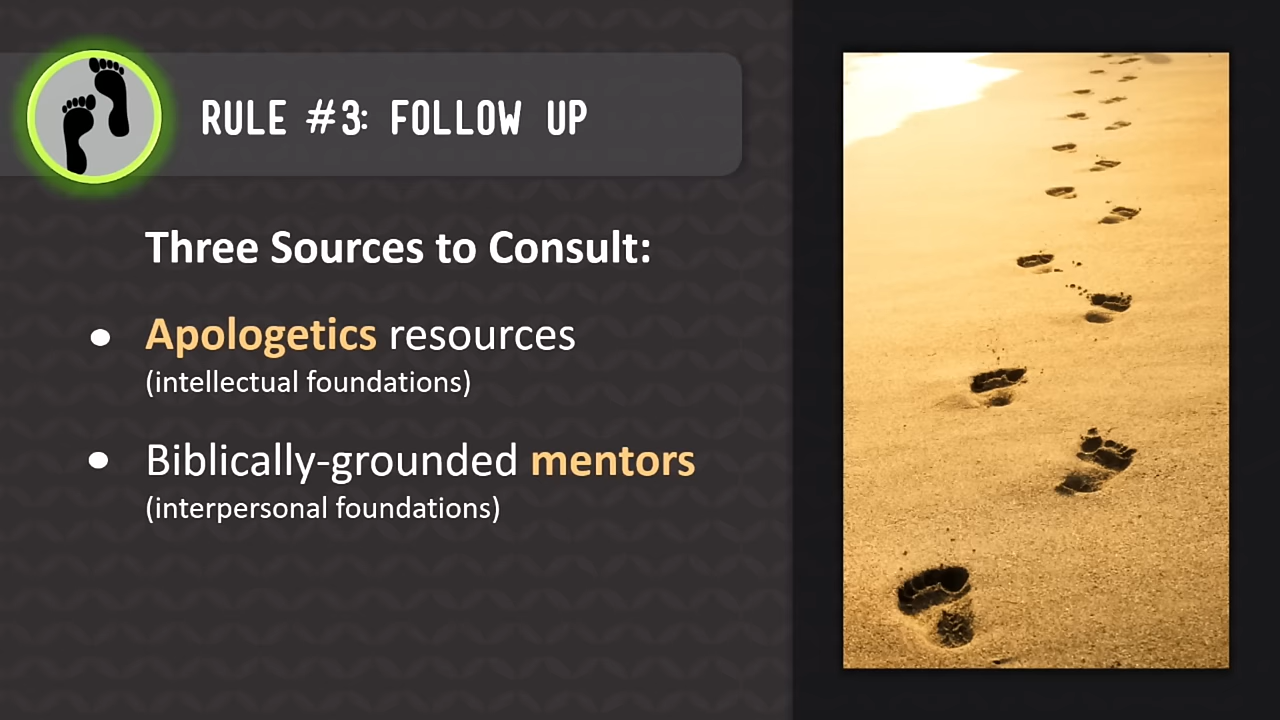 RULE #3: FOLLOW UP
Three Sources to Consult:
● Apologetics resources
(intellectual foundations)
● Biblically-grounded mentors
(interpersonal foundations)